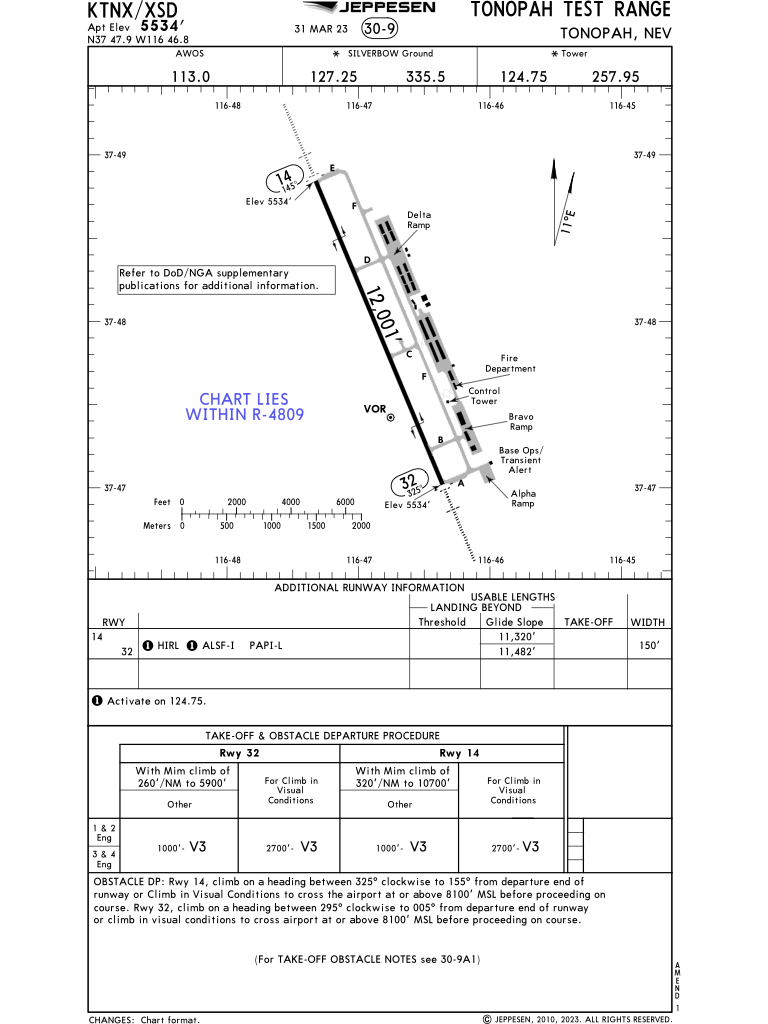 KTNX/XSD
Apt Elev 5534'
N37 47.9 W116 46.8
JEPPESEN
31 MAR 23 30-9
TONOPAH TEST RANGE
TONOPAH, NEV
AWOS
113.0
* SILVERBOW Ground
127.25 335.5
* Tower
124.75 257.95
116-48 116-47 116-46 116-45
37-49 37-49
14
145°
Elev 5534'
E
F
Delta
Ramp
11°E
D
Refer to DoD/NGA supplementary
publications for additional information.
12,001'
37-48 37-48
C
F
Fire
Department
Control
Tower
CHART LIES
WITHIN R-4809
VOR
Bravo
Ramp
B
Base Ops/
Transient
Alert
32
325°
Elev 5534'
A
37-47 37-47
Alpha
Ramp
Feet 0 2000 4000 6000
Meters 0 500 1000 1500 2000
116-48 116-47 116-46 116-45
ADDITIONAL RUNWAY INFORMATION
USABLE LENGTHS
LANDING BEYOND
RWY Threshold Glide Slope TAKE-OFF WIDTH
14 11,320'
32 1 HIRL 1 ALSF-I PAPI-L 11,482' 150'
1 Activate on 124.75.
TAKE-OFF & OBSTACLE DEPARTURE PROCEDURE
Rwy 32 Rwy 14
With Mim climb of
260'/NM to 5900'
Other
For Climb in
Visual
Conditions
With Mim climb of
320'/NM to 10700'
Other
For Climb in
Visual
Conditions
1 & 2
Eng
3 & 4
Eng
1000'- V3 2700'- V3 1000'- V3 2700'- V3
OBSTACLE DP: Rwy 14, climb on a heading between 325° clockwise to 155° from departure end of
runway or Climb in Visual Conditions to cross the airport at or above 8100' MSL before proceeding on
course. Rwy 32, climb on a heading between 295° clockwise to 005° from departure end of runway
or climb in visual conditions to cross airport at or above 8100' MSL before proceeding on course.
(For TAKE-OFF OBSTACLE NOTES see 30-9A1)
AMEND 1
CHANGES: Chart format.
© JEPPESEN, 2010, 2023. ALL RIGHTS RESERVED.